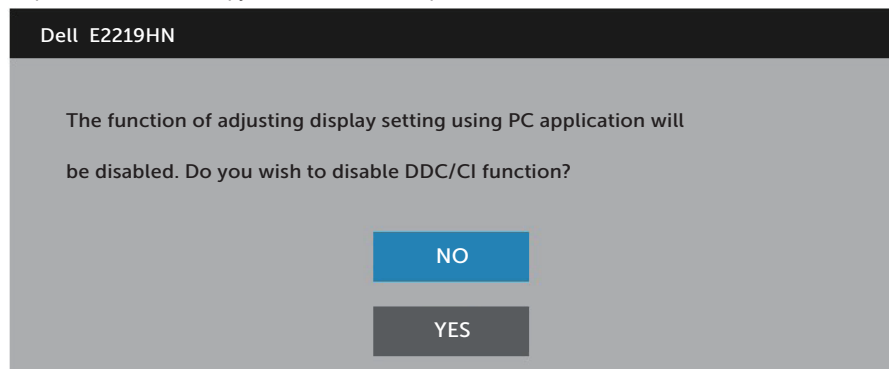 Dell E2219HN
The function of adjusting display setting using PC application will
be disabled. Do you wish to disable DDC/CI function?
NO
YES